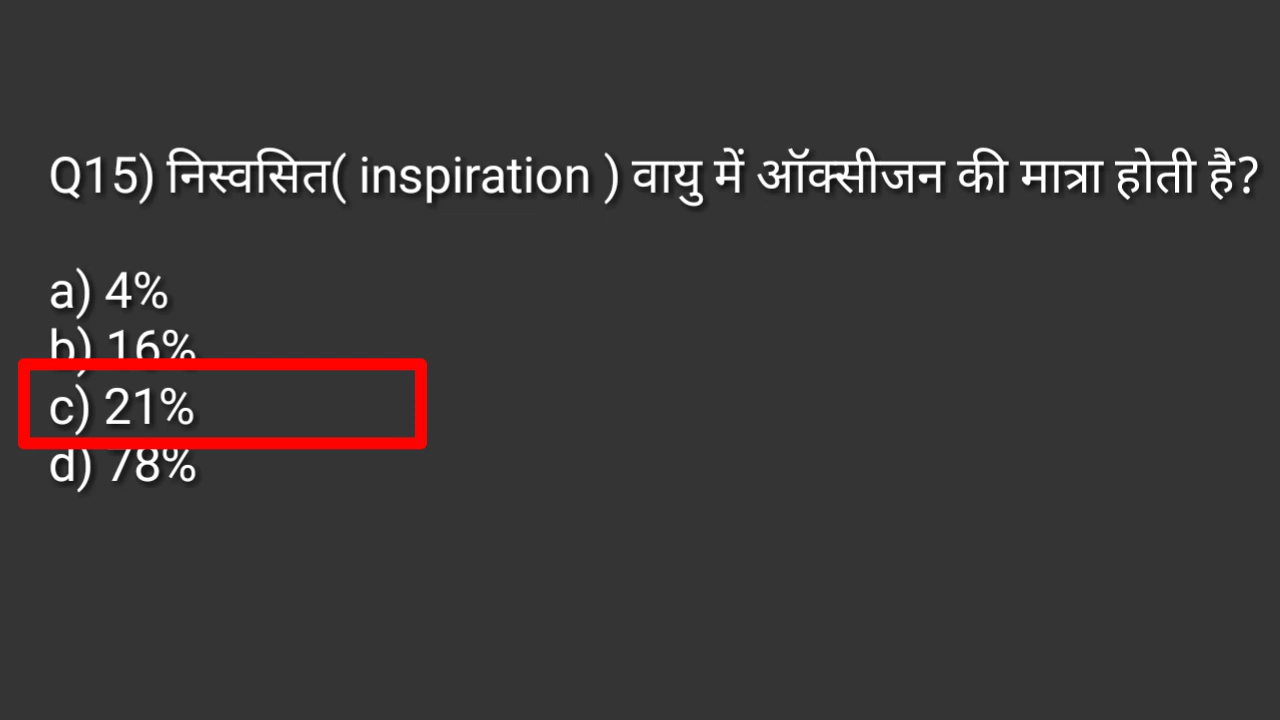 Q15) निस्वसित( inspiration ) वायु में ऑक्सीजन की मात्रा होती है?
a) 4%
b) 16%
c) 21%
d) 78%